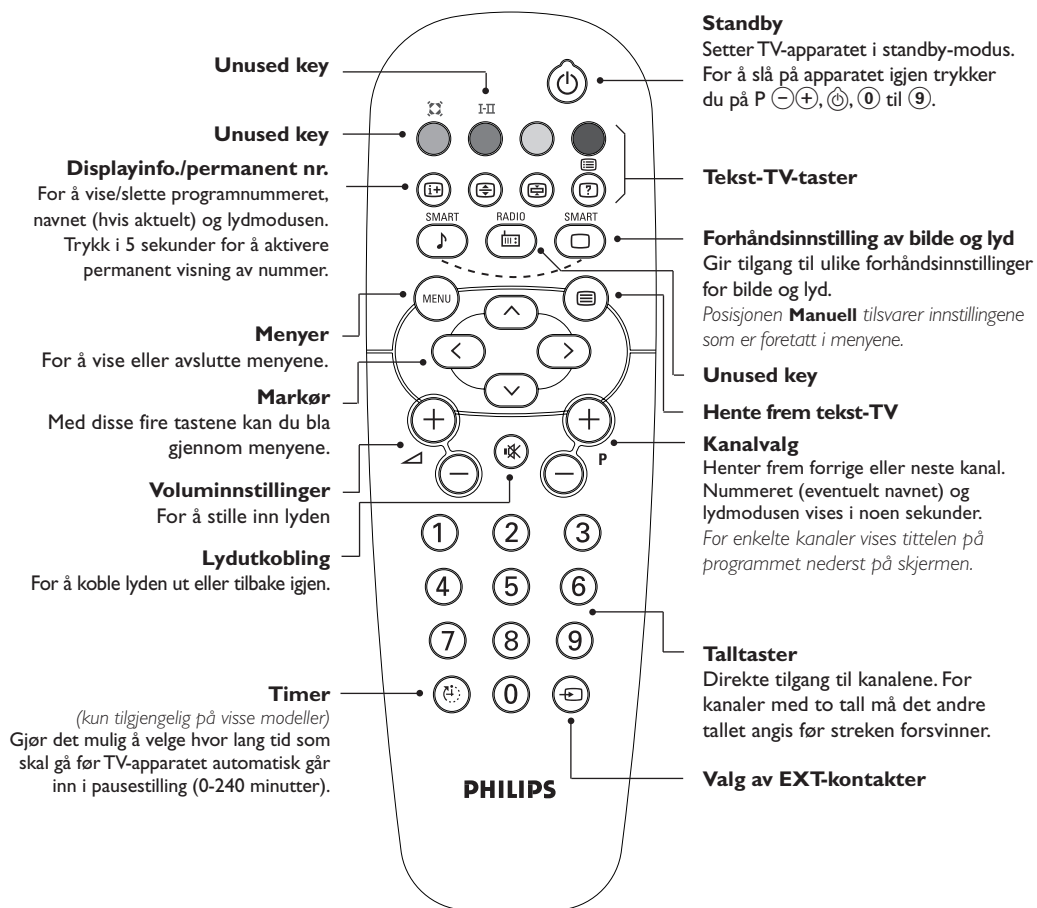 Unused key
Unused key
Displayinfo./permanent nr.
For å vise/slette programnummeret,
navnet (hvis aktuelt) og lydmodusen.
Trykk i 5 sekunder for å aktivere
permanent visning av nummer.
Menyer
For å vise eller avslutte menyene.
Markør
Med disse fire tastene kan du bla
gjennom menyene.
Voluminnstillinger
For å stille inn lyden
Lydutkobling
For å koble lyden ut eller tilbake igjen.
Timer
(kun tilgjengelig på visse modeller)
Gjør det mulig å velge hvor lang tid som
skal gå før TV-apparatet automatisk går
inn i pausestilling (0-240 minutter).
I-II
i+
?
SMART RADIO SMART
MENU
P
1 2 3
4 5 6
7 8 9
0
PHILIPS
Standby
Setter TV-apparatet i standby-modus.
For å slå på apparatet igjen trykker
du på P - +, , 0 til 9.
Tekst-TV-taster
Forhåndsinnstilling av bilde og lyd
Gir tilgang til ulike forhåndsinnstillinger
for bilde og lyd.
Posisjonen Manuell tilsvarer innstillingene
som er foretatt i menyene.
Unused key
Hente frem tekst-TV
Kanalvalg
Henter frem forrige eller neste kanal.
Nummeret (eventuelt navnet) og
lydmodusen vises i noen sekunder.
For enkelte kanaler vises tittelen på
programmet nederst på skjermen.
Talltaster
Direkte tilgang til kanalene. For
kanaler med to tall må det andre
tallet angis før streken forsvinner.
Valg av EXT-kontakter